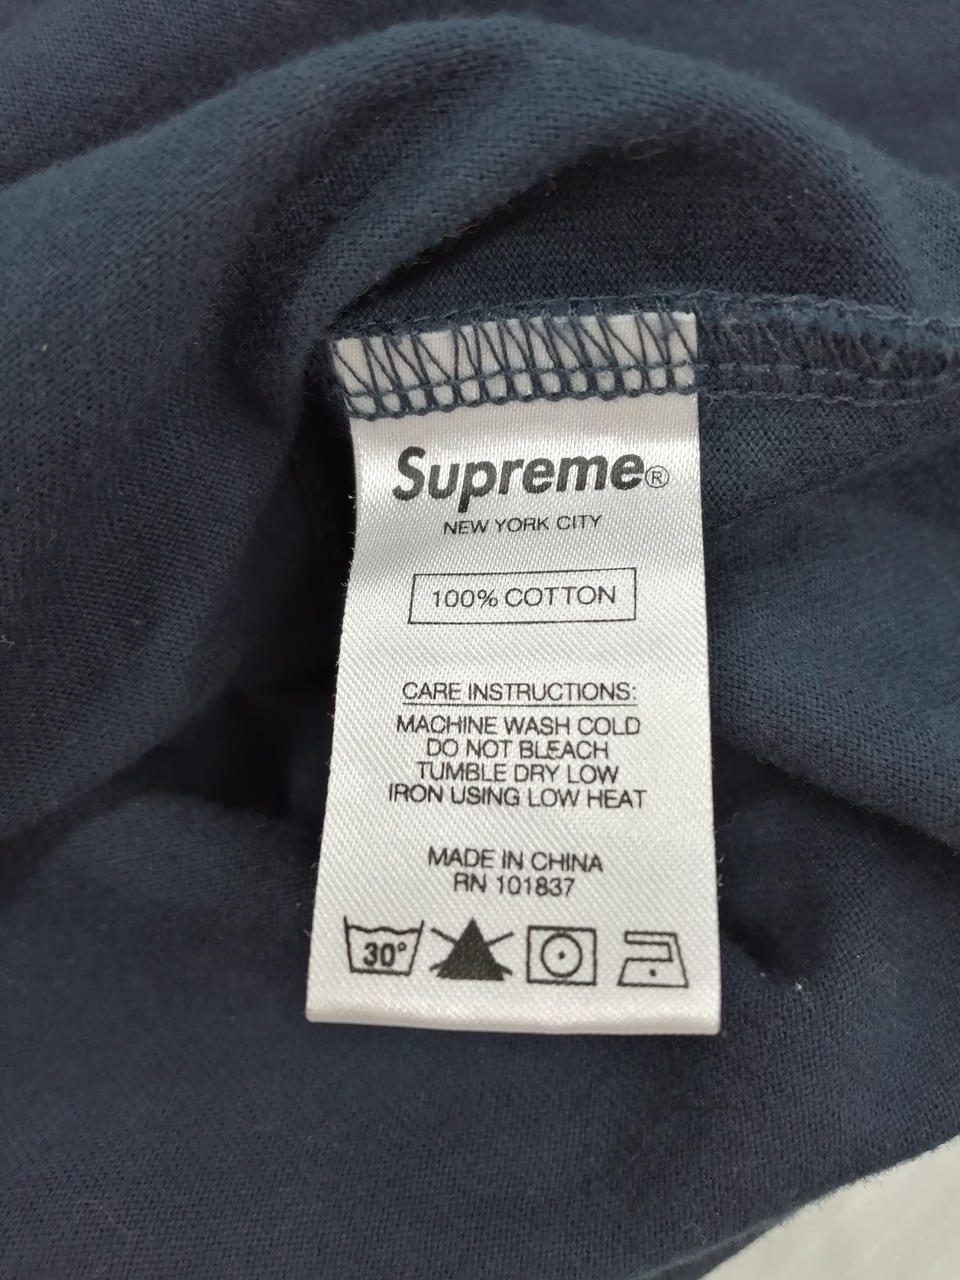 Supreme®
NEW YORK CITY
100% COTTON
CARE INSTRUCTIONS:
MACHINE WASH COLD
DO NOT BLEACH
TUMBLE DRY LOW
IRON USING LOW HEAT
MADE IN CHINA
RN 101837
30°